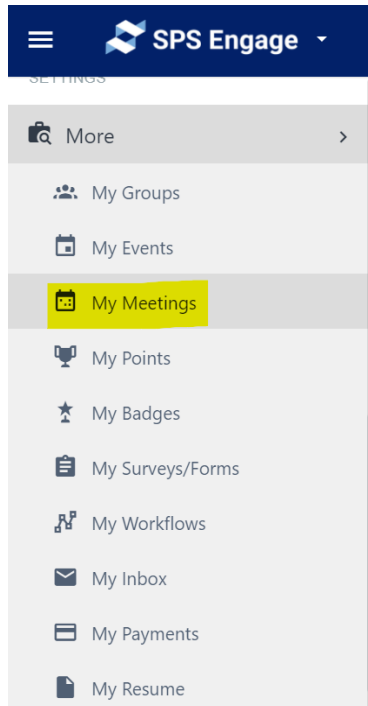 SPS Engage
SETTINGS
More
My Groups
My Events
My Meetings
My Points
My Badges
My Surveys/Forms
My Workflows
My Inbox
My Payments
My Resume